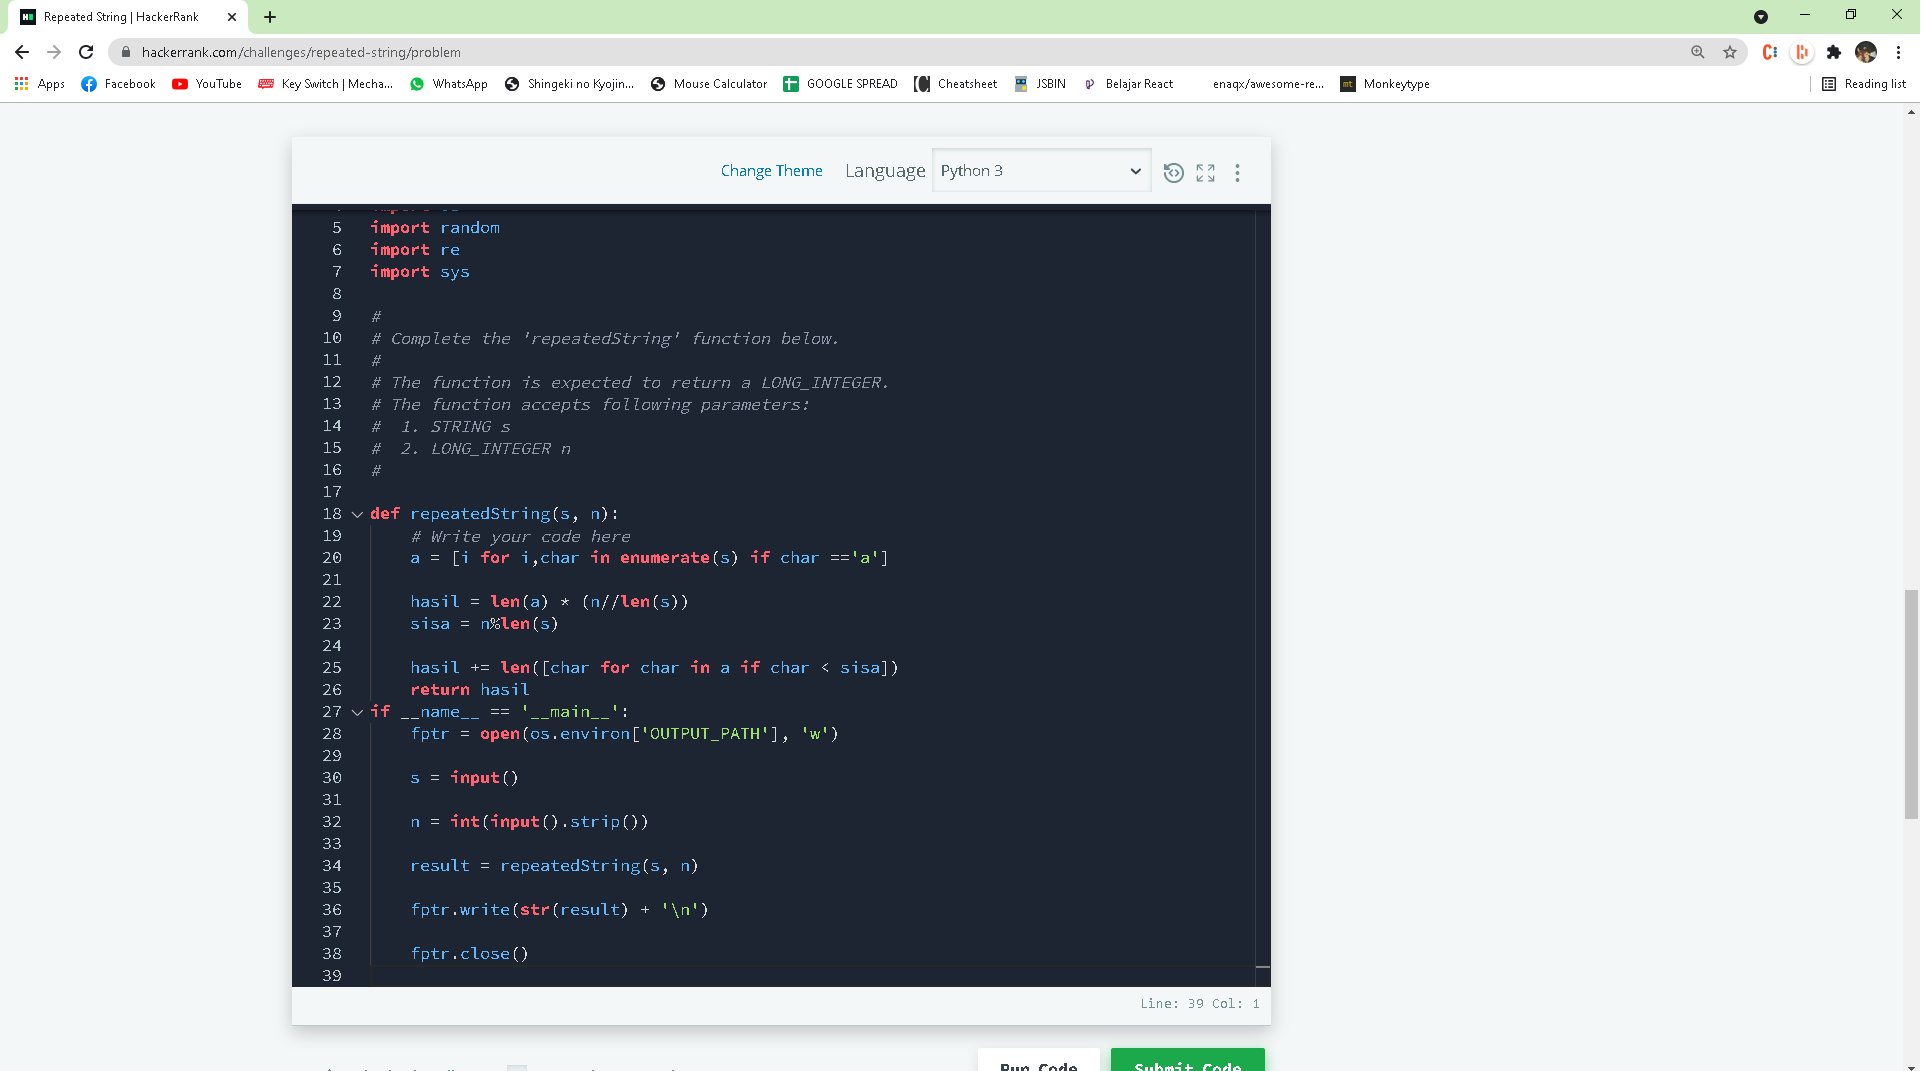 Repeated String | HackerRank
hackerrank.com/challenges/repeated-string/problem
Apps Facebook YouTube Key Switch | Mecha... WhatsApp Shingeki no Kyojin... Mouse Calculator GOOGLE SPREAD Cheatsheet JSBIN Belajar React enaqx/awesome-re... mt Monkeytype Reading list
Change Theme Language Python 3
5 import random
6 import re
7 import sys
8
9 #
10 # Complete the 'repeatedString' function below.
11 #
12 # The function is expected to return a LONG_INTEGER.
13 # The function accepts following parameters:
14 #  1. STRING s
15 #  2. LONG_INTEGER n
16 #
17
18 def repeatedString(s, n):
19     # Write your code here
20     a = [i for i,char in enumerate(s) if char =='a']
21
22     hasil = len(a) * (n//len(s))
23     sisa = n%len(s)
24
25     hasil += len([char for char in a if char < sisa])
26     return hasil
27 if __name__ == '__main__':
28     fptr = open(os.environ['OUTPUT_PATH'], 'w')
29
30     s = input()
31
32     n = int(input().strip())
33
34     result = repeatedString(s, n)
35
36     fptr.write(str(result) + '\n')
37
38     fptr.close()
39
Line: 39 Col: 1
Run Code Submit Code